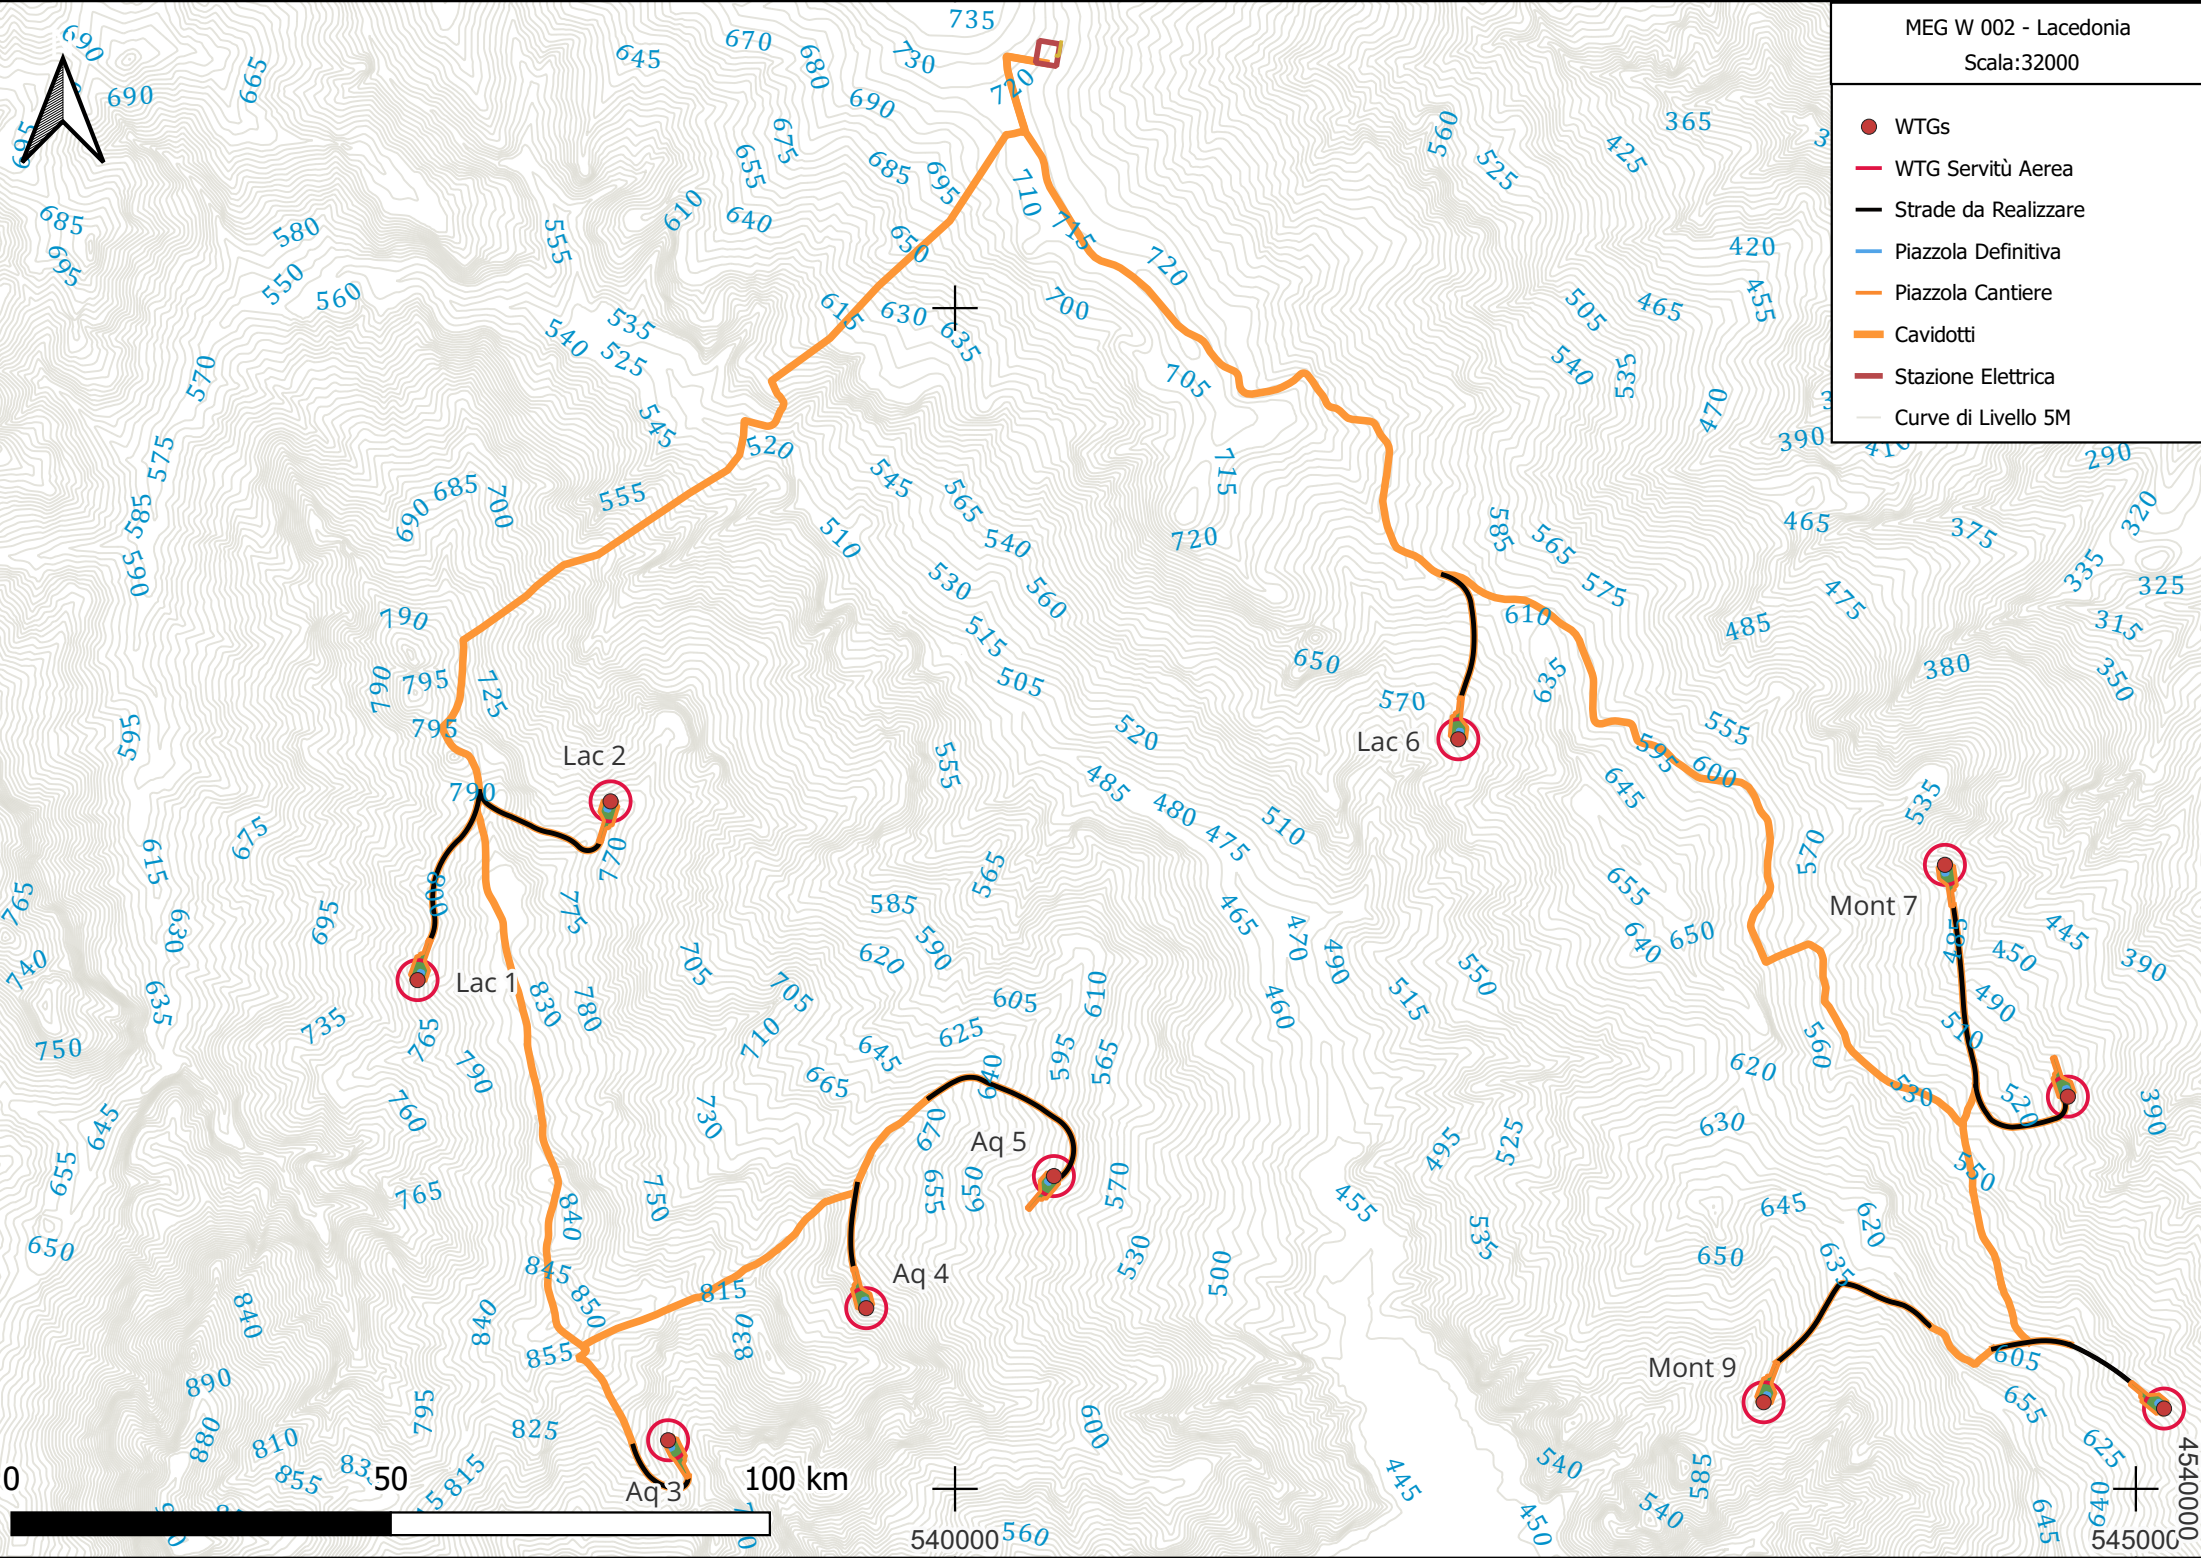 MEG W 002 - Lacedonia
Scala:32000
WTGs
WTG Servitù Aerea
Strade da Realizzare
Piazzola Definitiva
Piazzola Cantiere
Cavidotti
Stazione Elettrica
Curve di Livello 5M
690 665 645 670 735 730 680 720
690 690 675 655 685 695 560 525 425 365
695 685 695 580 550 560 555 610 640 650 710 715 720 420
535 540 525 615 630 635 700 505 465 455
570 545 520 705 540 535 470 390 290
575 585 590 690 685 700 555 545 565 510 540 715 720 585 565 465 375 320
530 560 515 505 575 610 475 485 335 325 315
790 790 795 725 795 650 570 635 380 350
595 520 555 595 600
Lac 2
Lac 6
790 485 480 475 510 645 555 535
615 675 800 770 565 570
Mont 7
765 630 695 775 585 590 620 465 470 490 655 640 650 485 450 445 390
740 705 705 610
Lac 1
635 735 830 780 605 550 515 460 490 510
750 765 790 710 645 625 595 565 640 665 560 620 530 520 390
645 760 730 670
Aq 5
630 495 525
655 765 750 655 650 570 550 455 645 620
650 840 530 535 650 635
845 850 815 500
Aq 4
840 840 855 830 605
Mont 9
890 795 655
880 810 825 600 625
855 815 540 585 445
0 50 100 km
Aq 3
4540000
560 450 540 645 640
540000
545000